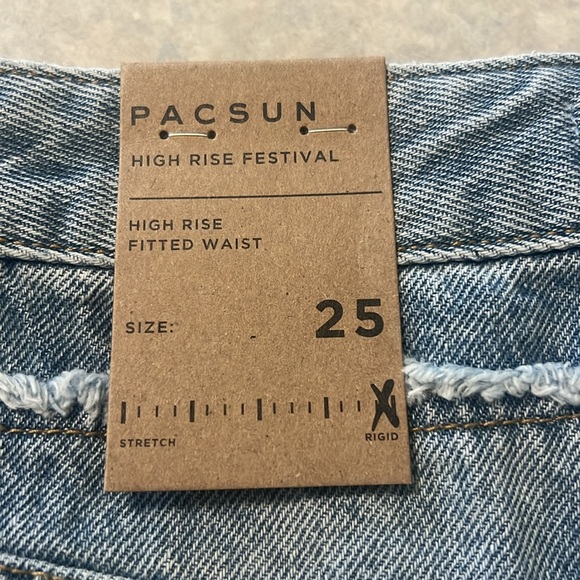 PACSUN
HIGH RISE FESTIVAL
HIGH RISE
FITTED WAIST
SIZE: 25
STRETCH RIGID